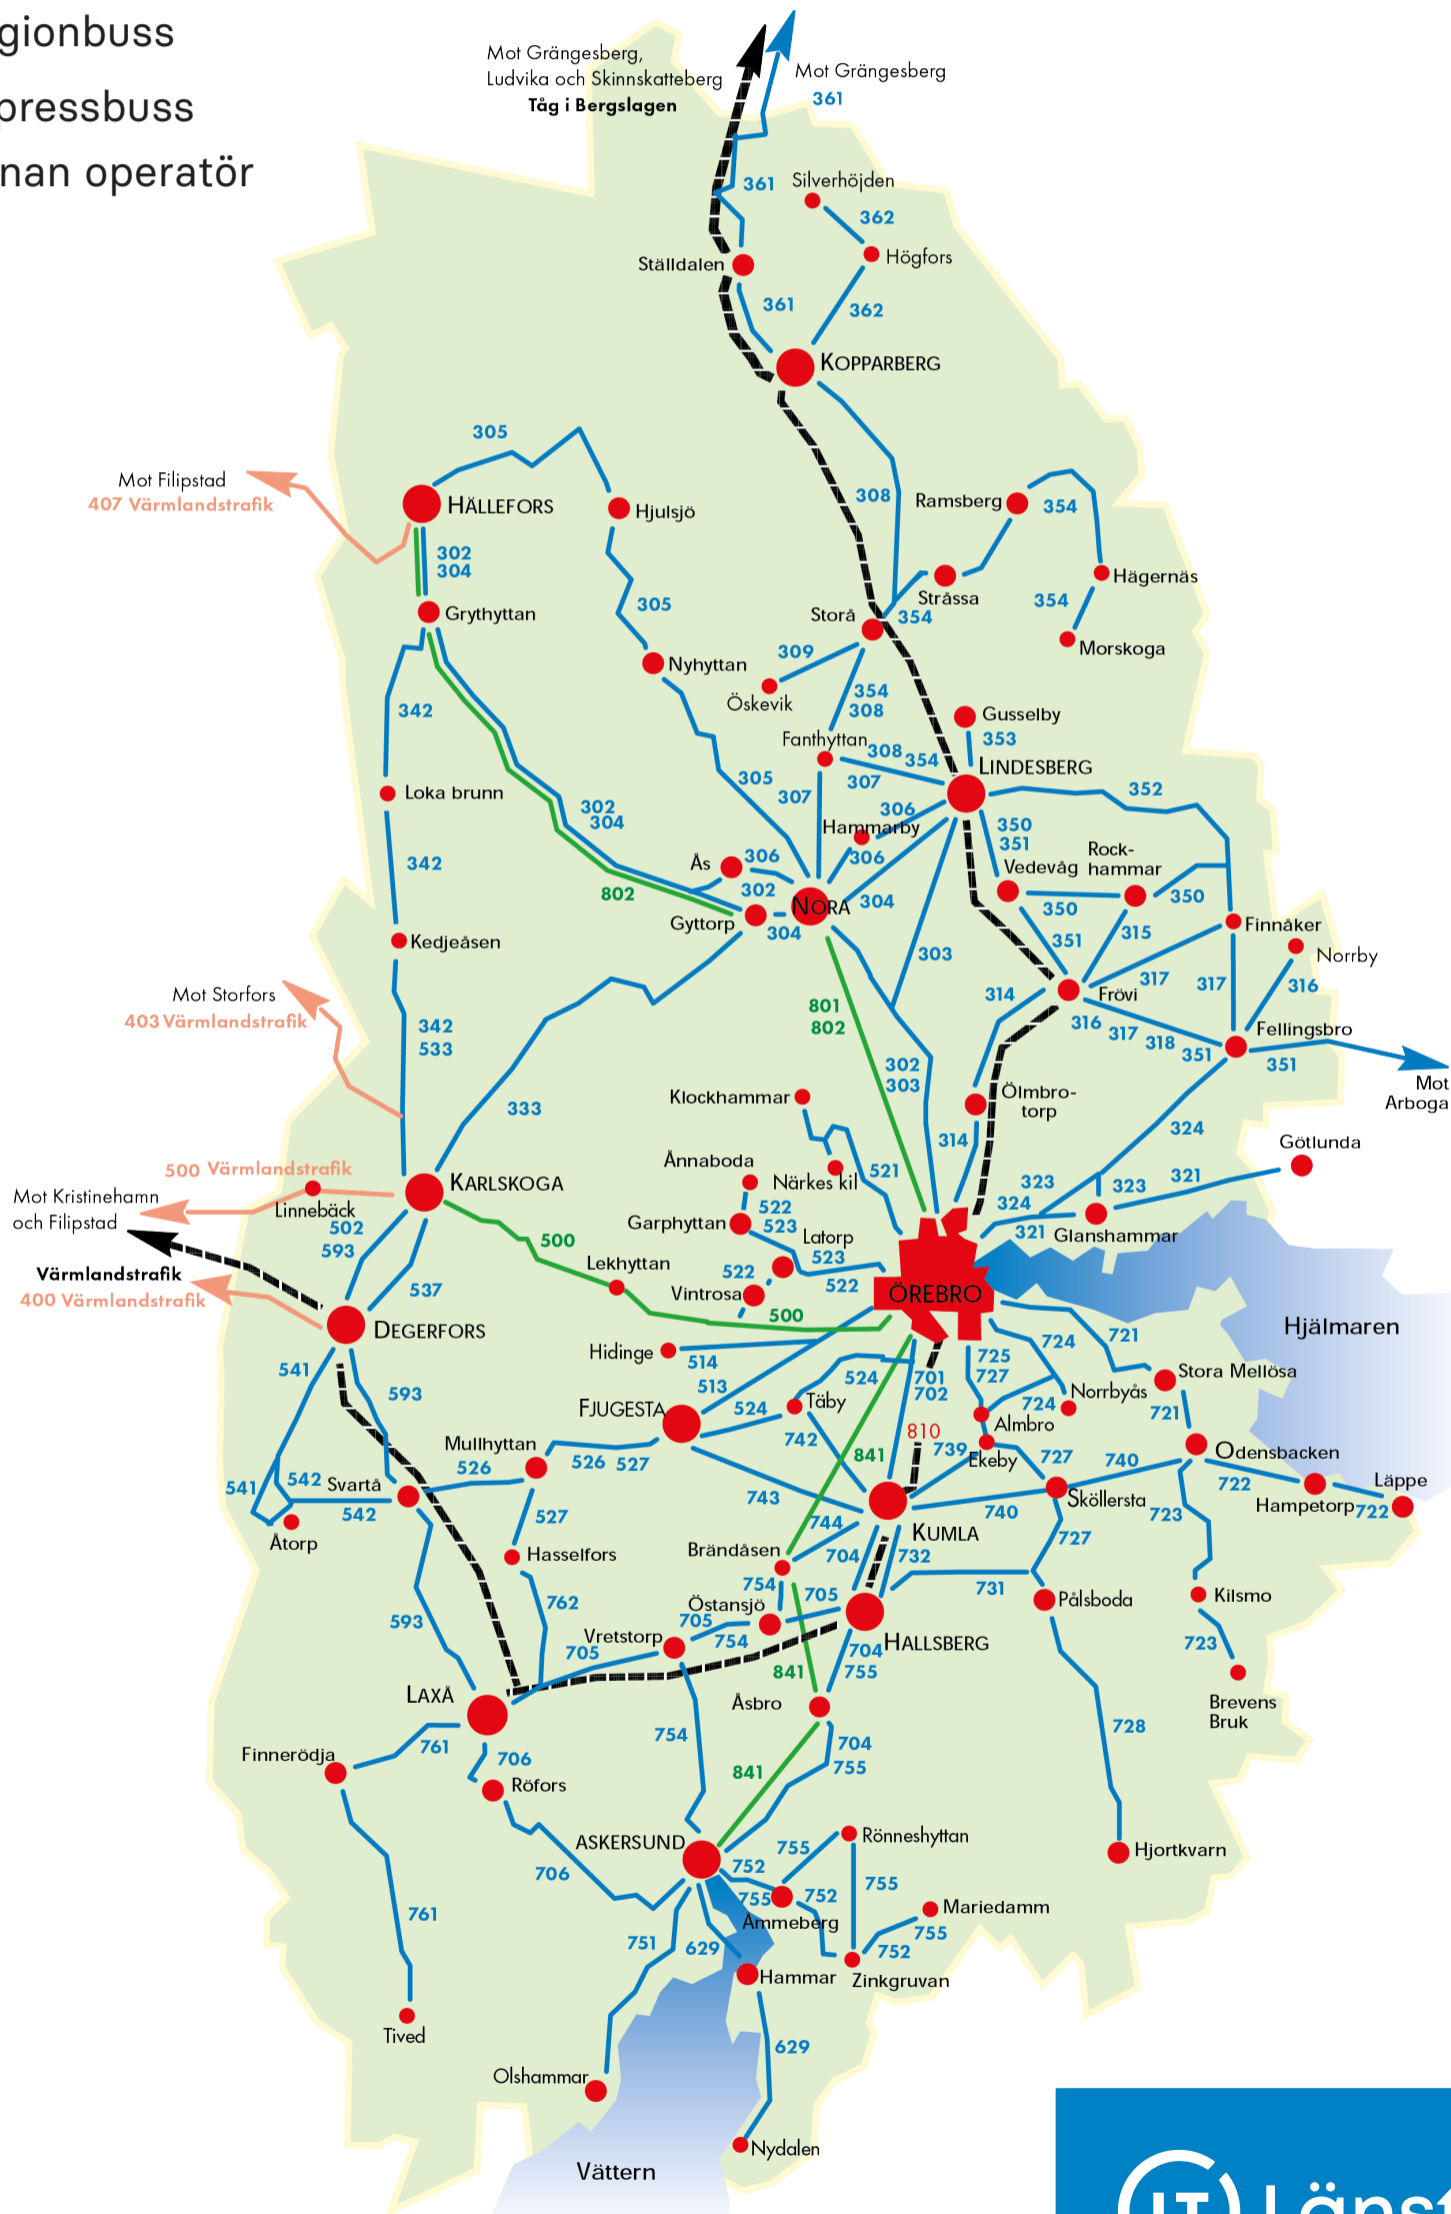 gionbuss
pressbuss
nan operatör
Mot Grängesberg,
Ludvika och Skinnskatteberg
Tåg i Bergslagen
Mot Grängesberg
361
361
Silverhöjden
362
Högfors
Ställdalen
361
362
KOPPARBERG
305
Mot Filipstad
407 Värmlandstrafik
HÄLLEFORS
Hjulsjö
308
Ramsberg
354
302
304
Hägernäs
Grythyttan
305
Stråssa
354
Storå
354
309
Morskoga
Nyhyttan
Öskevik
354
308
342
Gusselby
353
Fanthyttan
308
354
LINDESBERG
305
307
307
352
Loka brunn
302
304
306
Hammarby
350
351
Rock-
hammar
Vedevåg
342
Ås
306
306
802
302
NORA
304
350
350
Gyttorp
304
Kedjeåsen
303
351
315
Finnåker
Norrby
317
317
316
Mot Storfors
403 Värmlandstrafik
314
Frövi
801
802
316
317
318
351
Fellingsbro
351
342
533
302
303
Mot
Arboga
333
Klockhammar
Ölmbro-
torp
324
314
Götlunda
Ånnaboda
Närkes kil
521
500 Värmlandstrafik
KARLSKOGA
323
323
321
Mot Kristinehamn
och Filipstad
Linnebäck
522
324
502
593
Garphyttan
523
Latorp
321
Glanshammar
500
523
Lekhyttan
522
522
Värmlandstrafik
400 Värmlandstrafik
537
Vintrosa
ÖREBRO
500
Hjälmaren
DEGERFORS
Hidinge
514
724
721
725
727
541
593
513
524
701
702
Stora Mellösa
Norrbyås
724
721
FJUGESTA
524
Täby
Almbro
742
810
739
Ekeby
Mullhyttan
841
727
740
Odensbacken
526
526
527
542
Svartå
541
542
743
Sköllersta
722
Läppe
Hampetorp
722
740
723
Åtorp
527
744
KUMLA
727
Brändåsen
Hasselfors
704
732
754
731
Pålsboda
Kilsmo
762
705
Östansjö
705
593
Vretstorp
754
HALLSBERG
723
705
704
755
841
LAXÅ
Åsbro
Brevens
Bruk
761
706
754
704
755
728
Finnerödja
Röfors
841
ASKERSUND
755
Rönneshyttan
Hjortkvarn
752
706
755
755
752
761
Åmmeberg
Mariedamm
755
751
629
752
Hammar
Zinkgruvan
Tived
629
Olshammar
Nydalen
Vättern
LT